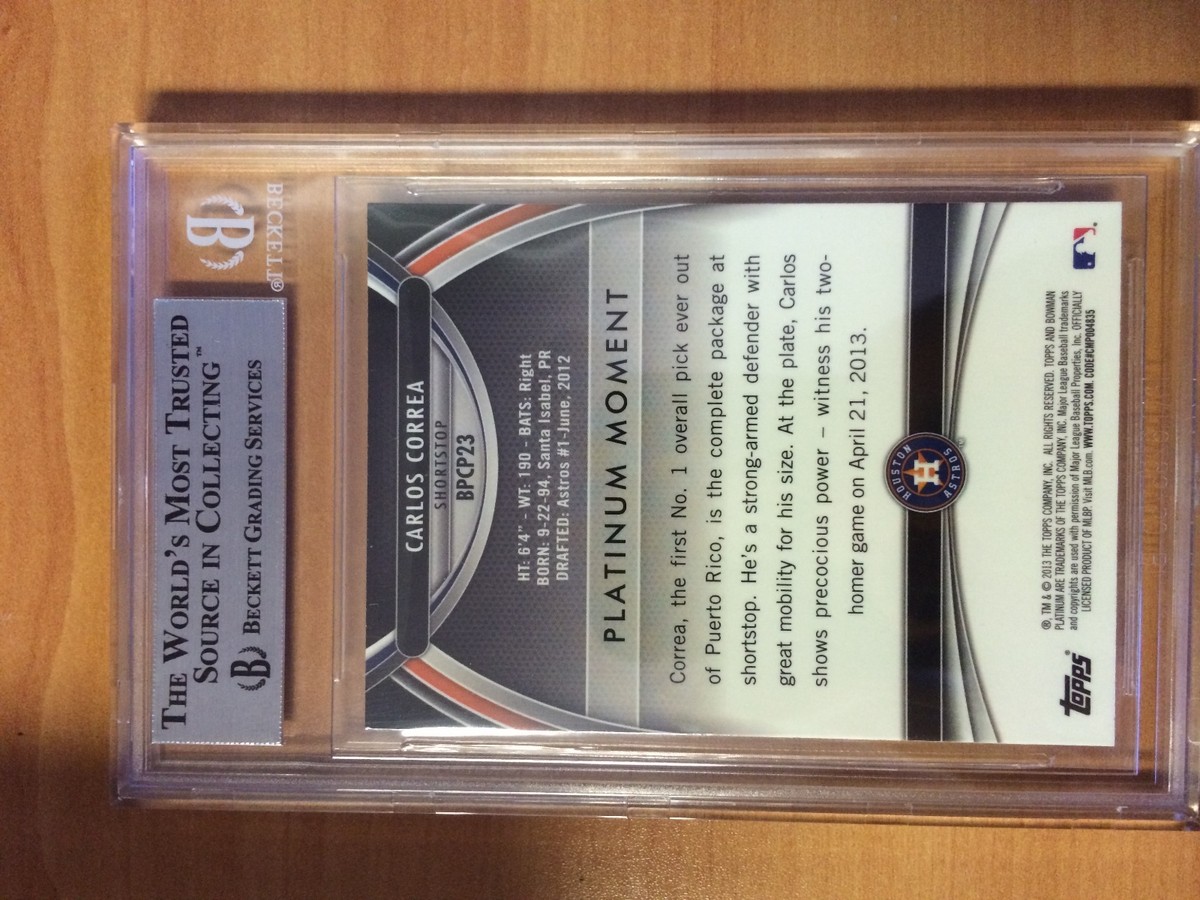 THE WORLD'S MOST TRUSTED
SOURCE IN COLLECTING™
B BECKETT GRADING SERVICES
B
BECKETT®
CARLOS CORREA
SHORTSTOP
BPCP23
HT: 6'4" - WT: 190 - BATS: Right
BORN: 9-22-94, Santa Isabel, PR
DRAFTED: Astros #1-June, 2012
PLATINUM MOMENT
Correa, the first No. 1 overall pick ever out
of Puerto Rico, is the complete package at
shortstop. He's a strong-armed defender with
great mobility for his size. At the plate, Carlos
shows precocious power – witness his two-
homer game on April 21, 2013.
HOUSTON
H
ASTROS
topps®
®, TM & © 2013 THE TOPPS COMPANY, INC. ALL RIGHTS RESERVED. TOPPS AND BOWMAN
PLATINUM ARE TRADEMARKS OF THE TOPPS COMPANY, INC. Major League Baseball trademarks
and copyrights are used with permission of Major League Baseball Properties, Inc. OFFICIALLY
LICENSED PRODUCT OF MLBP Visit MLB.com. WWW.TOPPS.COM. CODE#CMP004835